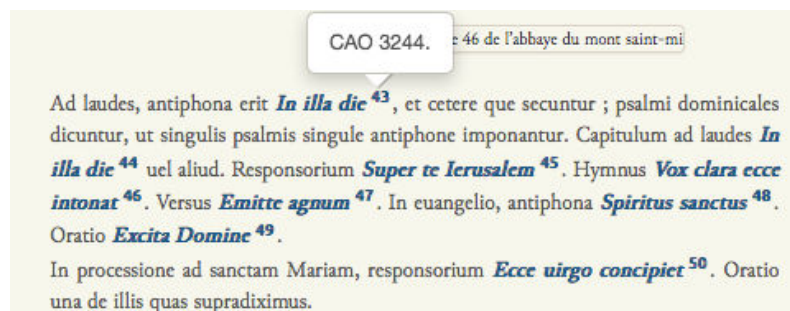 CAO 3244.
46 de l'abbaye du mont saint-mi
Ad laudes, antiphona erit In illa die 43, et cetere que secuntur ; psalmi dominicales
dicuntur, ut singulis psalmis singule antiphone imponantur. Capitulum ad laudes In
illa die 44 uel aliud. Responsorium Super te Ierusalem 45. Hymnus Vox clara ecce
intonat 46. Versus Emitte agnum 47. In euangelio, antiphona Spiritus sanctus 48.
Oratio Excita Domine 49.
In processione ad sanctam Mariam, responsorium Ecce uirgo concipiet 50. Oratio
una de illis quas supradiximus.